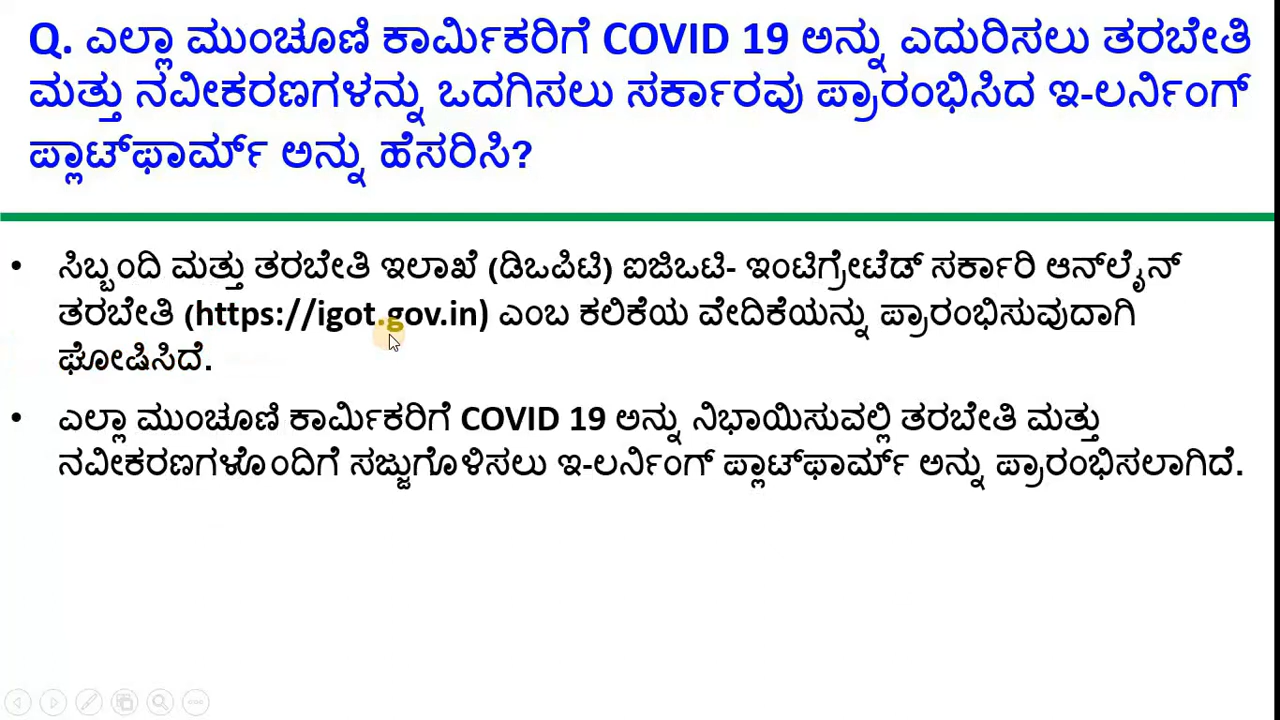 Q. ಎಲ್ಲಾ ಮುಂಚೂಣಿ ಕಾರ್ಮಿಕರಿಗೆ COVID 19 ಅನ್ನು ಎದುರಿಸಲು ತರಬೇತಿ
ಮತ್ತು ನವೀಕರಣಗಳನ್ನು ಒದಗಿಸಲು ಸರ್ಕಾರವು ಪ್ರಾರಂಭಿಸಿದ ಇ-ಲರ್ನಿಂಗ್
ಪ್ಲಾಟ್‌ಫಾರ್ಮ್ ಅನ್ನು ಹೆಸರಿಸಿ?
• ಸಿಬ್ಬಂದಿ ಮತ್ತು ತರಬೇತಿ ಇಲಾಖೆ (ಡಿಒಪಿಟಿ) ಐಜಿಒಟಿ- ಇಂಟಿಗ್ರೇಟೆಡ್ ಸರ್ಕಾರಿ ಆನ್‌ಲೈನ್
ತರಬೇತಿ (https://igot.gov.in) ಎಂಬ ಕಲಿಕೆಯ ವೇದಿಕೆಯನ್ನು ಪ್ರಾರಂಭಿಸುವುದಾಗಿ
ಘೋಷಿಸಿದೆ.
• ಎಲ್ಲಾ ಮುಂಚೂಣಿ ಕಾರ್ಮಿಕರಿಗೆ COVID 19 ಅನ್ನು ನಿಭಾಯಿಸುವಲ್ಲಿ ತರಬೇತಿ ಮತ್ತು
ನವೀಕರಣಗಳೊಂದಿಗೆ ಸಜ್ಜುಗೊಳಿಸಲು ಇ-ಲರ್ನಿಂಗ್ ಪ್ಲಾಟ್‌ಫಾರ್ಮ್ ಅನ್ನು ಪ್ರಾರಂಭಿಸಲಾಗಿದೆ.